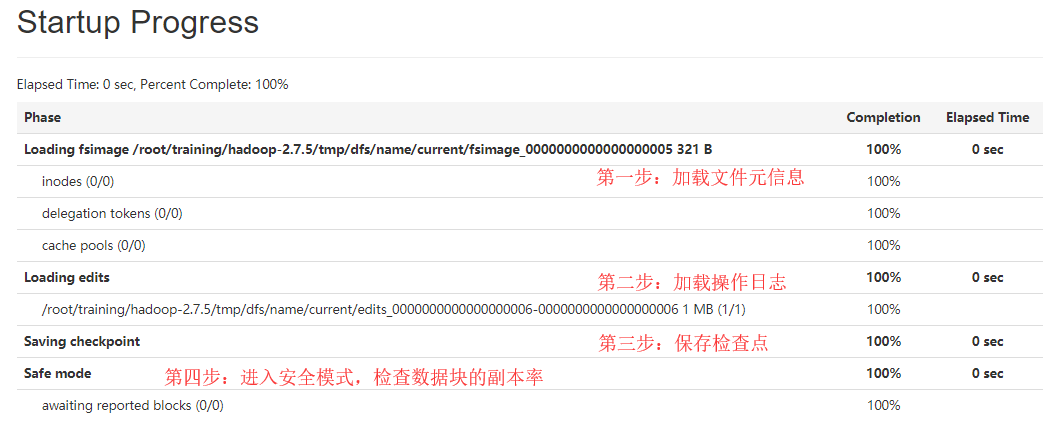 Startup Progress
Elapsed Time: 0 sec, Percent Complete: 100%
Phase Completion Elapsed Time
Loading fsimage /root/training/hadoop-2.7.5/tmp/dfs/name/current/fsimage_0000000000000000005 321 B 100% 0 sec
inodes (0/0) 第一步：加载文件元信息 100%
delegation tokens (0/0) 100%
cache pools (0/0) 100%
Loading edits 第二步：加载操作日志 100% 0 sec
/root/training/hadoop-2.7.5/tmp/dfs/name/current/edits_0000000000000000006-0000000000000000006 1 MB (1/1) 100%
Saving checkpoint 第三步：保存检查点 100% 0 sec
Safe mode 第四步：进入安全模式，检查数据块的副本率 100% 0 sec
awaiting reported blocks (0/0) 100%